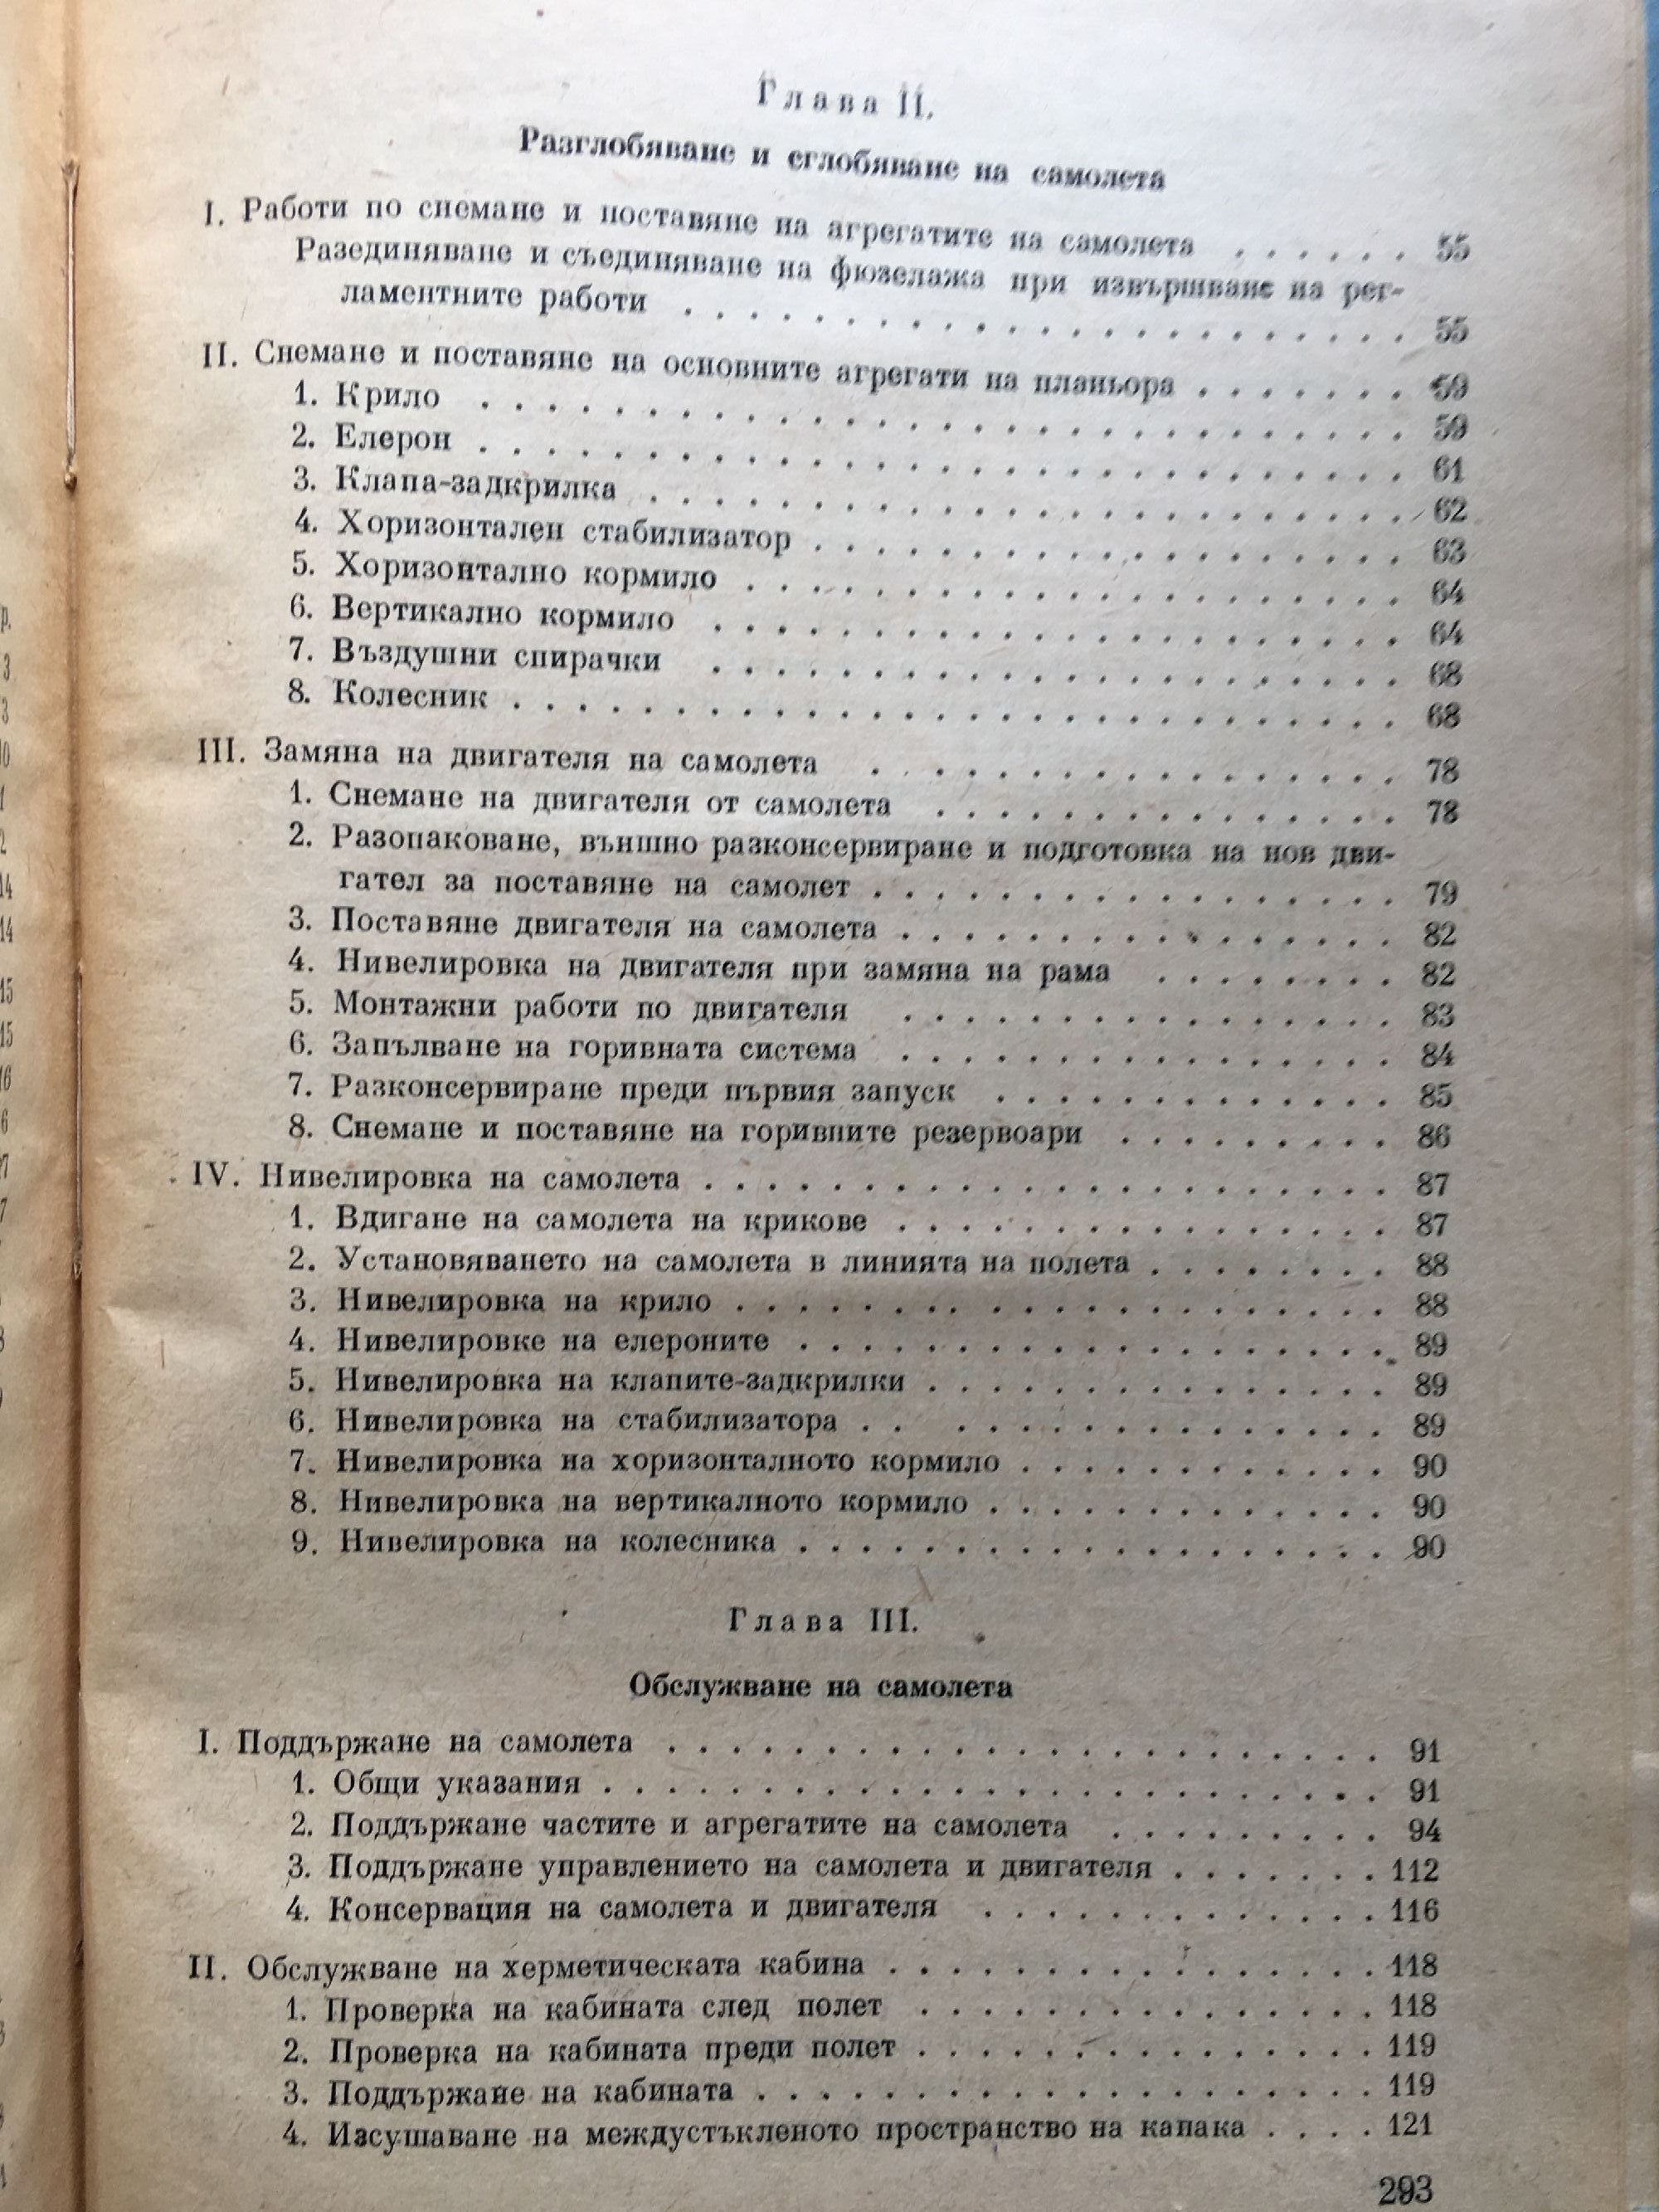 Глава II.
Разглобяване и сглобяване на самолета
I. Работи по снемане и поставяне на агрегатите на самолета . . . . . . 55
Разединяване и съединяване на фюзелажа при извършване на рег-
ламентните работи . . . . . . . . . . . . . . . . . . . . . . . 55
II. Снемане и поставяне на основните агрегати на планьора . . . . . . . 59
1. Крило . . . . . . . . . . . . . . . . . . . . . . . . . . . . . 59
2. Елерон . . . . . . . . . . . . . . . . . . . . . . . . . . . . . 61
3. Клапа-задкрилка . . . . . . . . . . . . . . . . . . . . . . . . 62
4. Хоризонтален стабилизатор . . . . . . . . . . . . . . . . . . . 63
5. Хоризонтално кормило . . . . . . . . . . . . . . . . . . . . . 64
6. Вертикално кормило . . . . . . . . . . . . . . . . . . . . . . 64
7. Въздушни спирачки . . . . . . . . . . . . . . . . . . . . . . 68
8. Колесник . . . . . . . . . . . . . . . . . . . . . . . . . . . . 68
III. Замяна на двигателя на самолета . . . . . . . . . . . . . . . . . 78
1. Снемане на двигателя от самолета . . . . . . . . . . . . . . . 78
2. Разопаковане, външно разконсервиране и подготовка на нов дви-
гател за поставяне на самолет . . . . . . . . . . . . . . . . . 79
3. Поставяне двигателя на самолета . . . . . . . . . . . . . . . . 82
4. Нивелировка на двигателя при замяна на рама . . . . . . . . 82
5. Монтажни работи по двигателя . . . . . . . . . . . . . . . . 83
6. Запълване на горивната система . . . . . . . . . . . . . . . . 84
7. Разконсервиране преди първия запуск . . . . . . . . . . . . . 85
8. Снемане и поставяне на горивните резервоари . . . . . . . . . 86
IV. Нивелировка на самолета . . . . . . . . . . . . . . . . . . . . . . 87
1. Вдигане на самолета на крикове . . . . . . . . . . . . . . . . 87
2. Установяването на самолета в линията на полета . . . . . . . . 88
3. Нивелировка на крило . . . . . . . . . . . . . . . . . . . . . 88
4. Нивелировке на елероните . . . . . . . . . . . . . . . . . . . 89
5. Нивелировка на клапите-задкрилки . . . . . . . . . . . . . . . 89
6. Нивелировка на стабилизатора . . . . . . . . . . . . . . . . 89
7. Нивелировка на хоризонталното кормило . . . . . . . . . . . . 90
8. Нивелировка на вертикалното кормило . . . . . . . . . . . . . 90
9. Нивелировка на колесника . . . . . . . . . . . . . . . . . . . 90
Глава III.
Обслужване на самолета
I. Поддържане на самолета . . . . . . . . . . . . . . . . . . . . . . . 91
1. Общи указания . . . . . . . . . . . . . . . . . . . . . . . . . 91
2. Поддържане частите и агрегатите на самолета . . . . . . . . . 94
3. Поддържане управлението на самолета и двигателя . . . . . . . 112
4. Консервация на самолета и двигателя . . . . . . . . . . . . . 116
II. Обслужване на херметическата кабина . . . . . . . . . . . . . . . . 118
1. Проверка на кабината след полет . . . . . . . . . . . . . . . 118
2. Проверка на кабината преди полет . . . . . . . . . . . . . . . 119
3. Поддържане на кабината . . . . . . . . . . . . . . . . . . . . 119
4. Изсушаване на междустъкленото пространство на капака . . . . 121
293